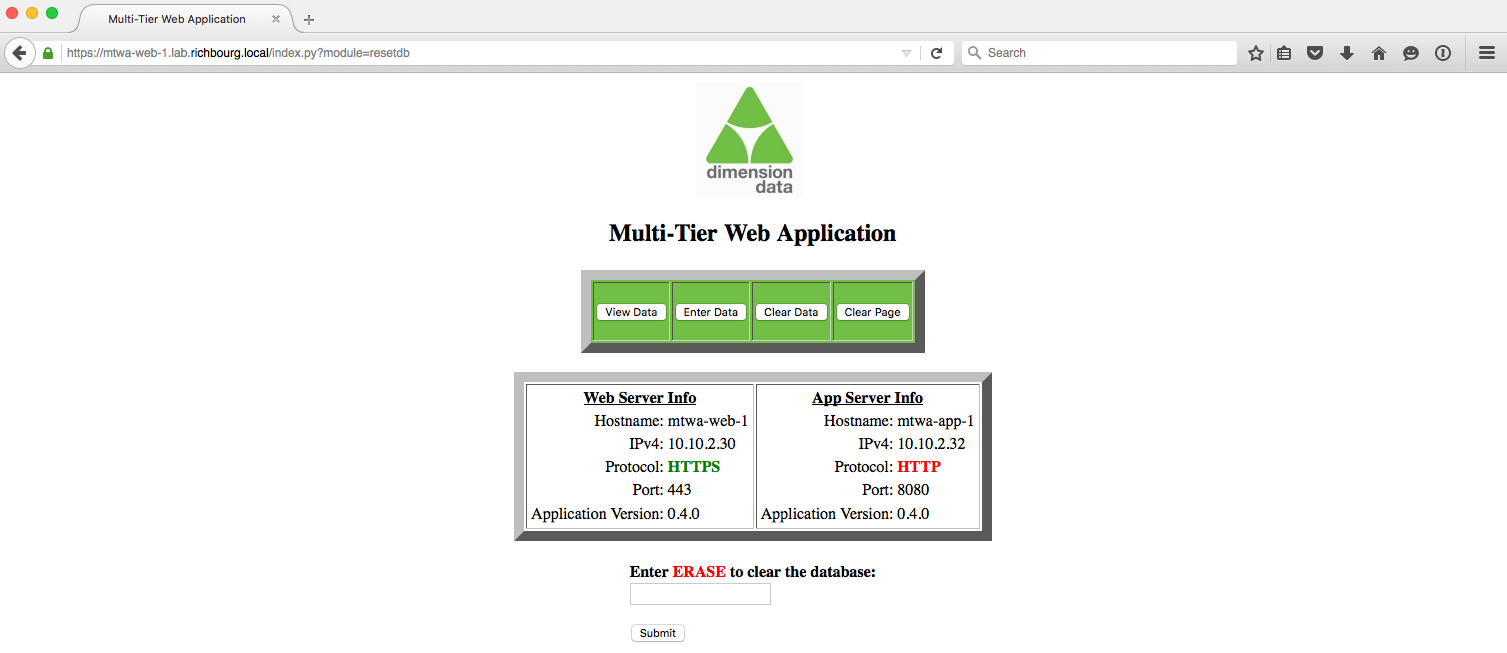 Multi-Tier Web Application
https://mtwa-web-1.lab.richbourg.local/index.py?module=resetdb
Search
dimension
data
Multi-Tier Web Application
View Data Enter Data Clear Data Clear Page
Web Server Info
Hostname: mtwa-web-1
IPv4: 10.10.2.30
Protocol: HTTPS
Port: 443
Application Version: 0.4.0
App Server Info
Hostname: mtwa-app-1
IPv4: 10.10.2.32
Protocol: HTTP
Port: 8080
Application Version: 0.4.0
Enter ERASE to clear the database:
Submit